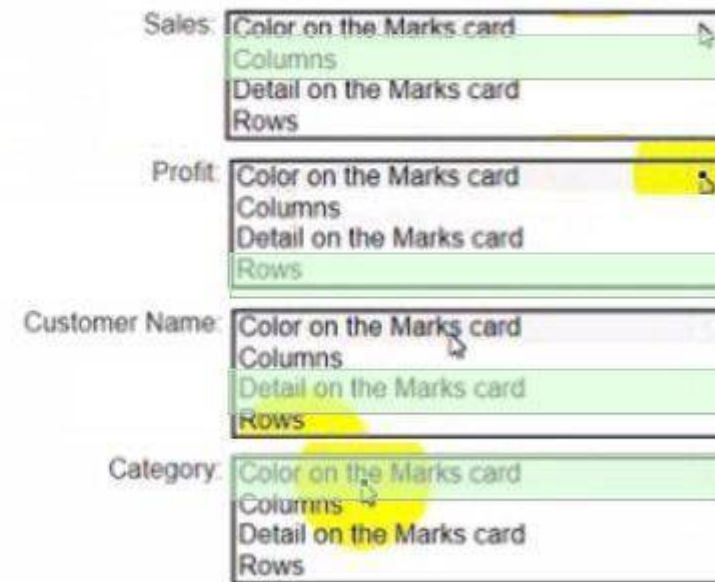 Sales: Color on the Marks card
Columns
Detail on the Marks card
Rows
Profit: Color on the Marks card
Columns
Detail on the Marks card
Rows
Customer Name: Color on the Marks card
Columns
Detail on the Marks card
Rows
Category: Color on the Marks card
Columns
Detail on the Marks card
Rows